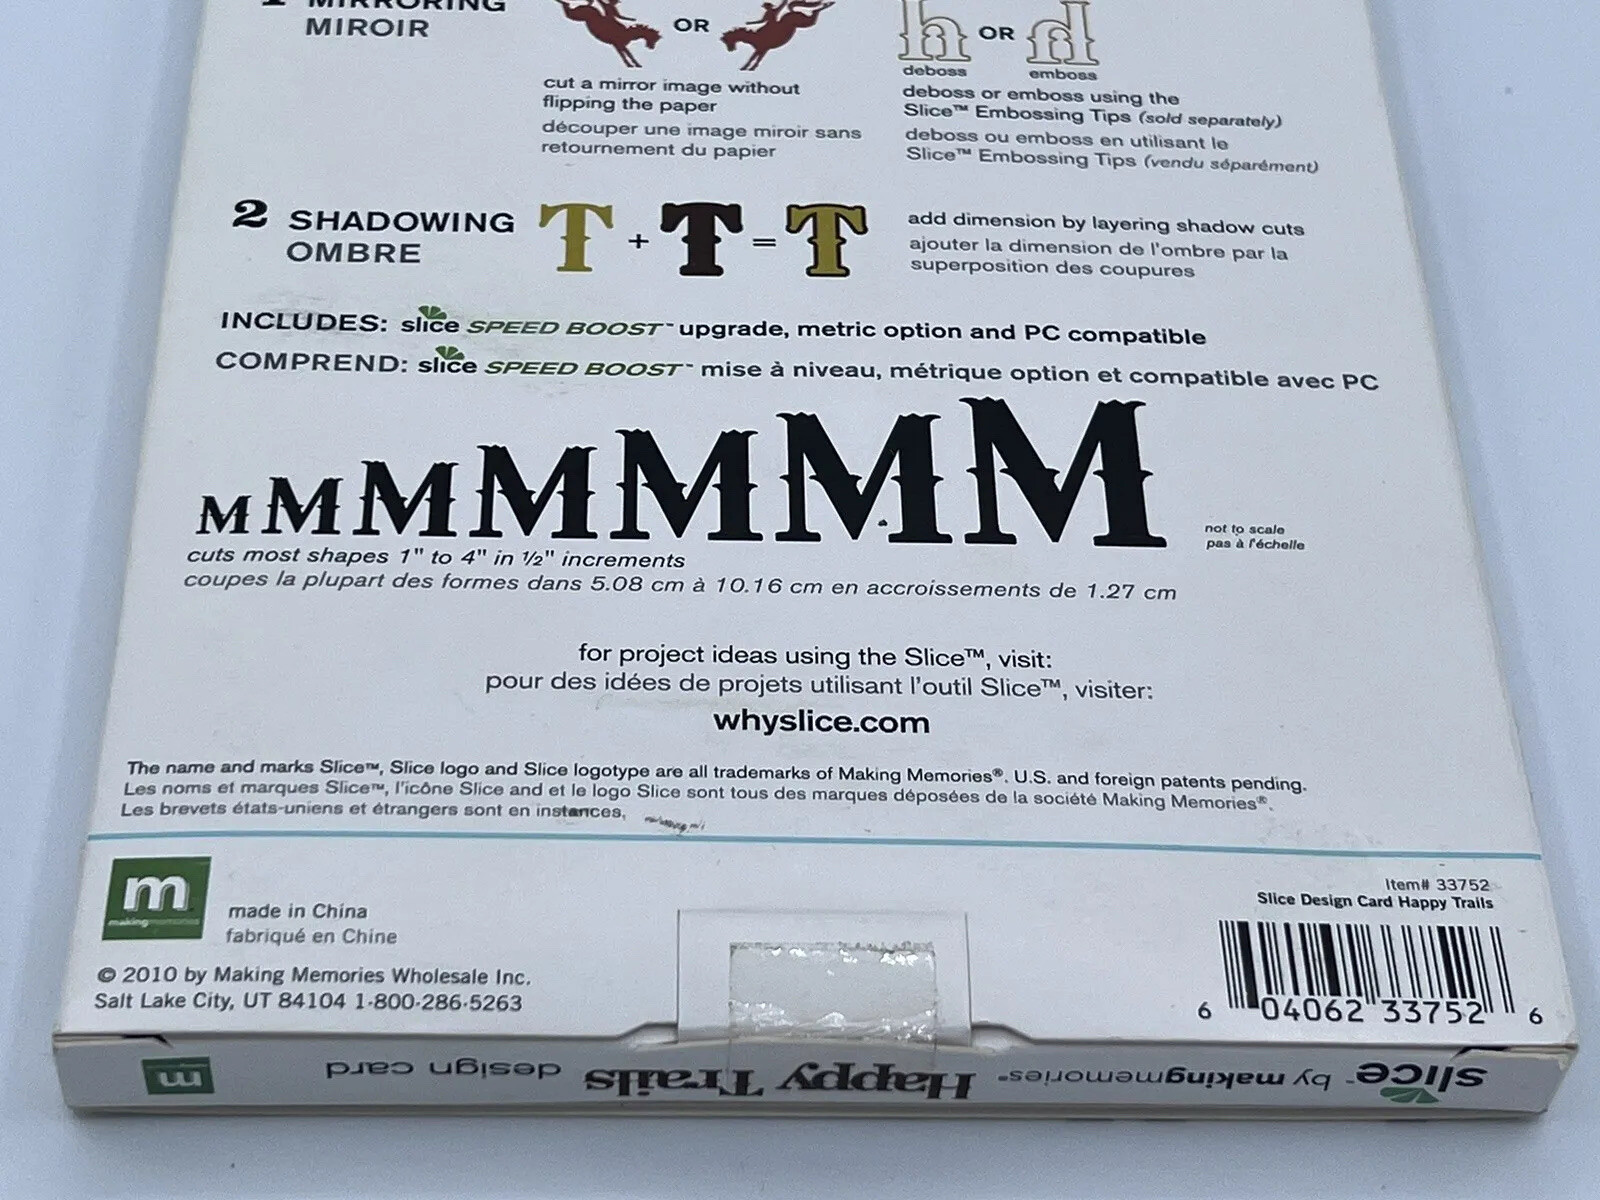 1 MIRRORING
MIROIR
OR
cut a mirror image without
flipping the paper
découper une image miroir sans
retournement du papier
h OR d
deboss emboss
deboss or emboss using the
Slice™ Embossing Tips (sold separately)
deboss ou emboss en utilisant le
Slice™ Embossing Tips (vendu séparément)
2 SHADOWING
OMBRE
T + T = T
add dimension by layering shadow cuts
ajouter la dimension de l'ombre par la
superposition des coupures
INCLUDES: slice SPEED BOOST™ upgrade, metric option and PC compatible
COMPREND: slice SPEED BOOST™ mise à niveau, métrique option et compatible avec PC
M M M M M M M
not to scale
pas à l'échelle
cuts most shapes 1" to 4" in ½" increments
coupes la plupart des formes dans 5.08 cm à 10.16 cm en accroissements de 1.27 cm
for project ideas using the Slice™, visit:
pour des idées de projets utilisant l'outil Slice™, visiter:
whyslice.com
The name and marks Slice™, Slice logo and Slice logotype are all trademarks of Making Memories®. U.S. and foreign patents pending.
Les noms et marques Slice™, l'icône Slice and et le logo Slice sont tous des marques déposées de la société Making Memories®.
Les brevets états-uniens et étrangers sont en instances.
m
makingmemories
made in China
fabriqué en Chine
© 2010 by Making Memories Wholesale Inc.
Salt Lake City, UT 84104 1-800-286-5263
Item# 33752
Slice Design Card Happy Trails
6 04062 33752 6
slice™ by makingmemories® Happy Trails design card
m